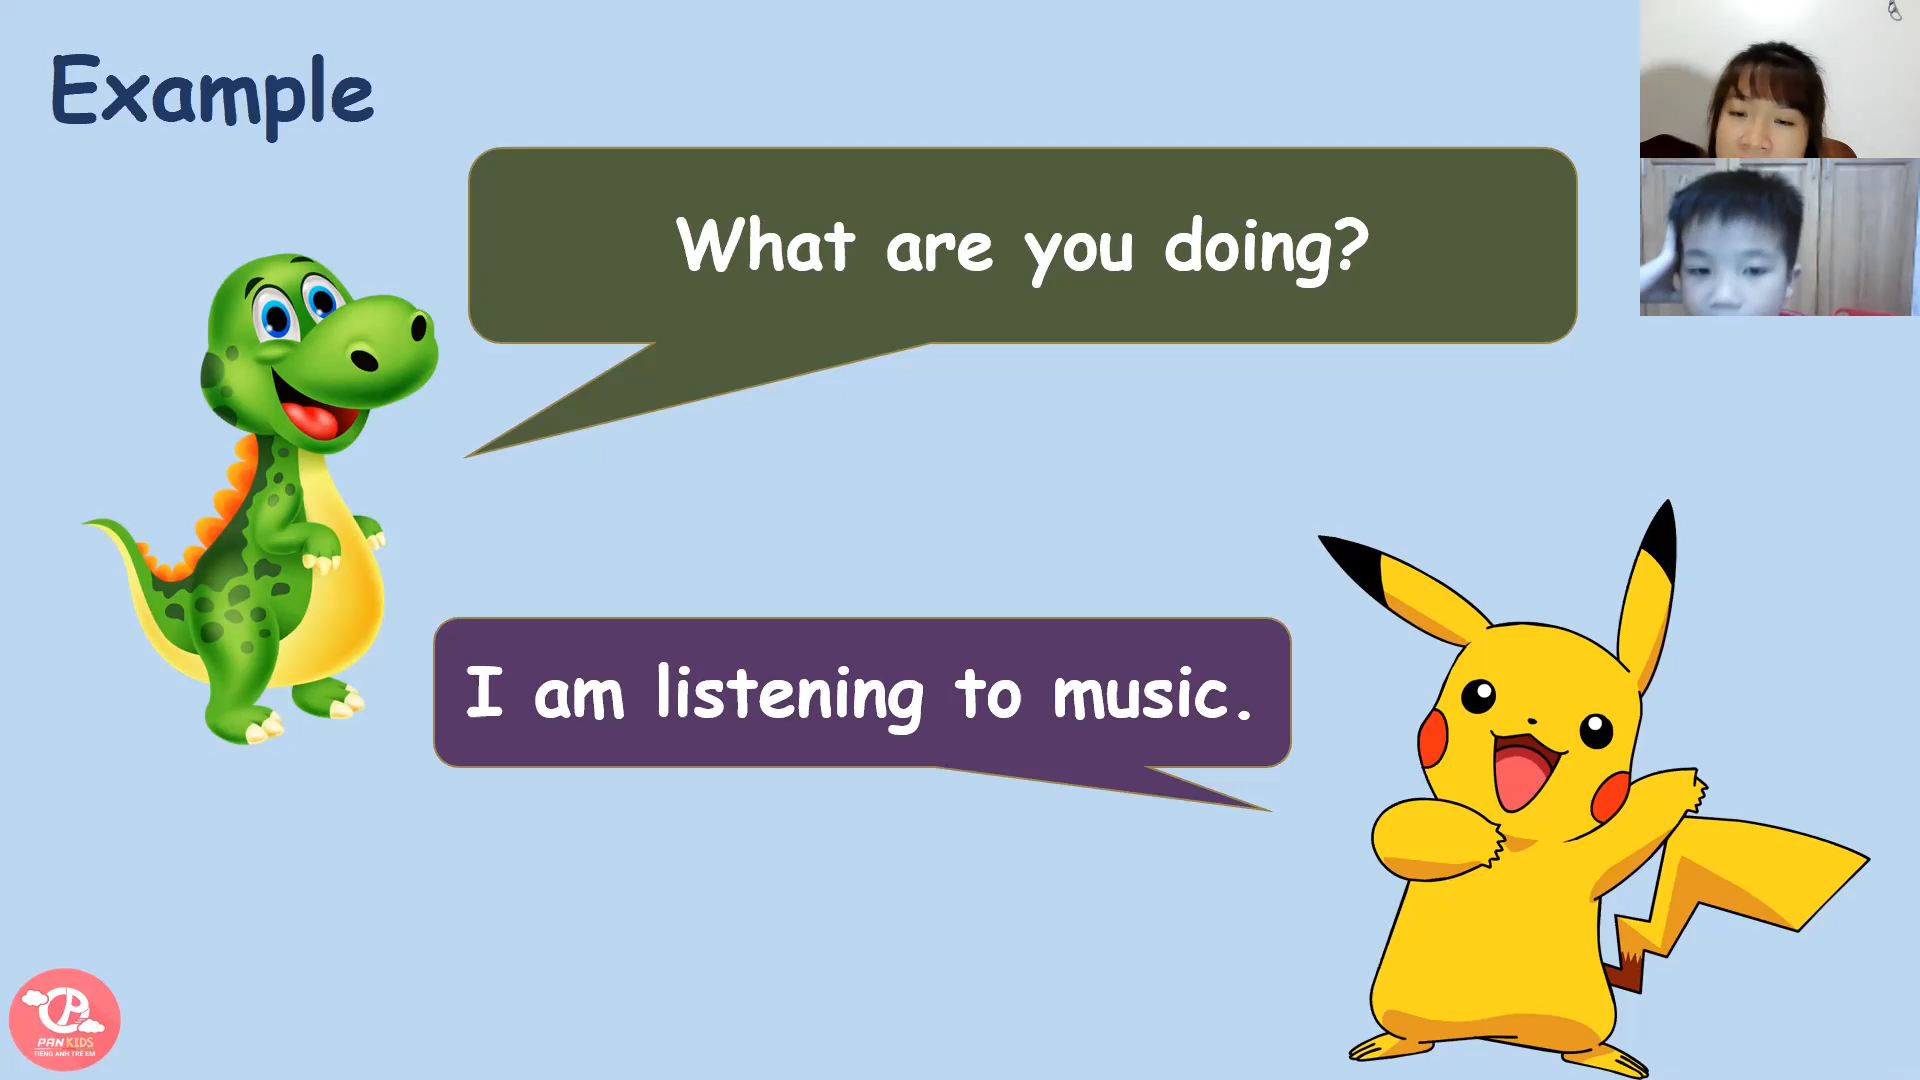 Example
What are you doing?
I am listening to music.
PAN KIDS
TIẾNG ANH TRẺ EM